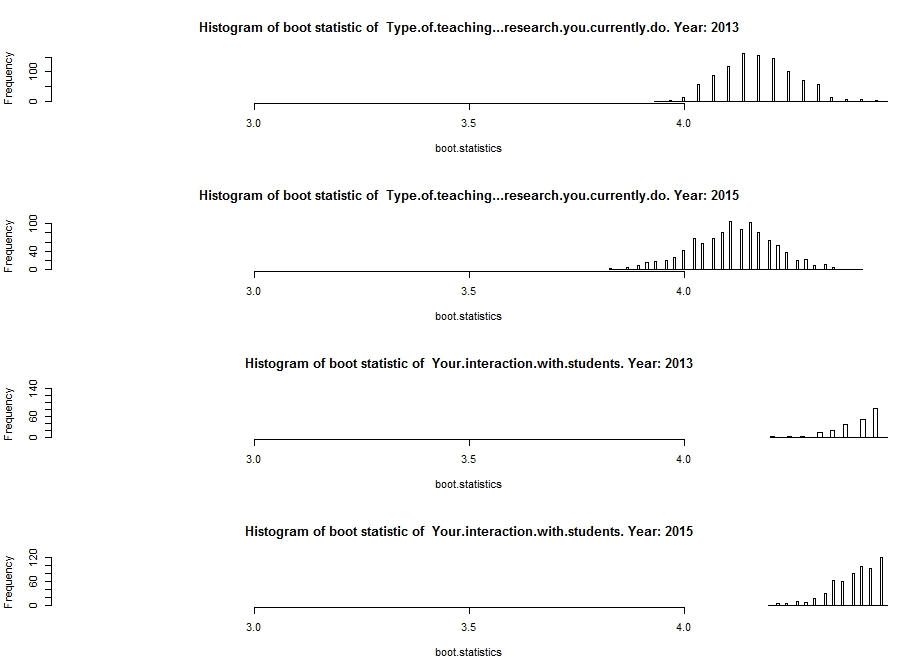 Histogram of boot statistic of  Type.of.teaching...research.you.currently.do. Year: 2013
Frequency
0 100
3.0 3.5 4.0
boot.statistics
Histogram of boot statistic of  Type.of.teaching...research.you.currently.do. Year: 2015
Frequency
0 40 100
3.0 3.5 4.0
boot.statistics
Histogram of boot statistic of  Your.interaction.with.students. Year: 2013
Frequency
0 60 140
3.0 3.5 4.0
boot.statistics
Histogram of boot statistic of  Your.interaction.with.students. Year: 2015
Frequency
0 60 120
3.0 3.5 4.0
boot.statistics